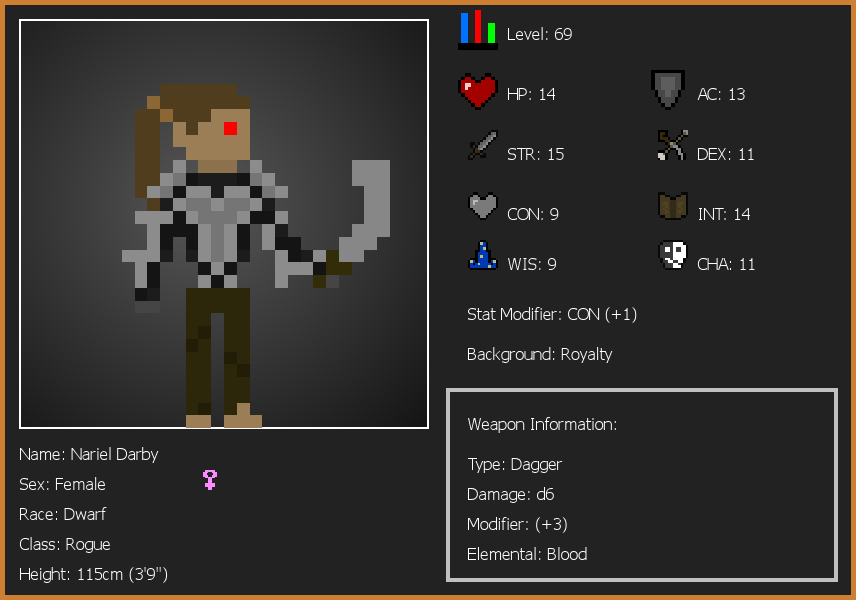 Level: 69
HP: 14
AC: 13
STR: 15
DEX: 11
CON: 9
INT: 14
WIS: 9
CHA: 11
Stat Modifier: CON (+1)
Background: Royalty
Weapon Information:
Type: Dagger
Damage: d6
Modifier: (+3)
Elemental: Blood
Name: Nariel Darby
Sex: Female
Race: Dwarf
Class: Rogue
Height: 115cm (3'9")